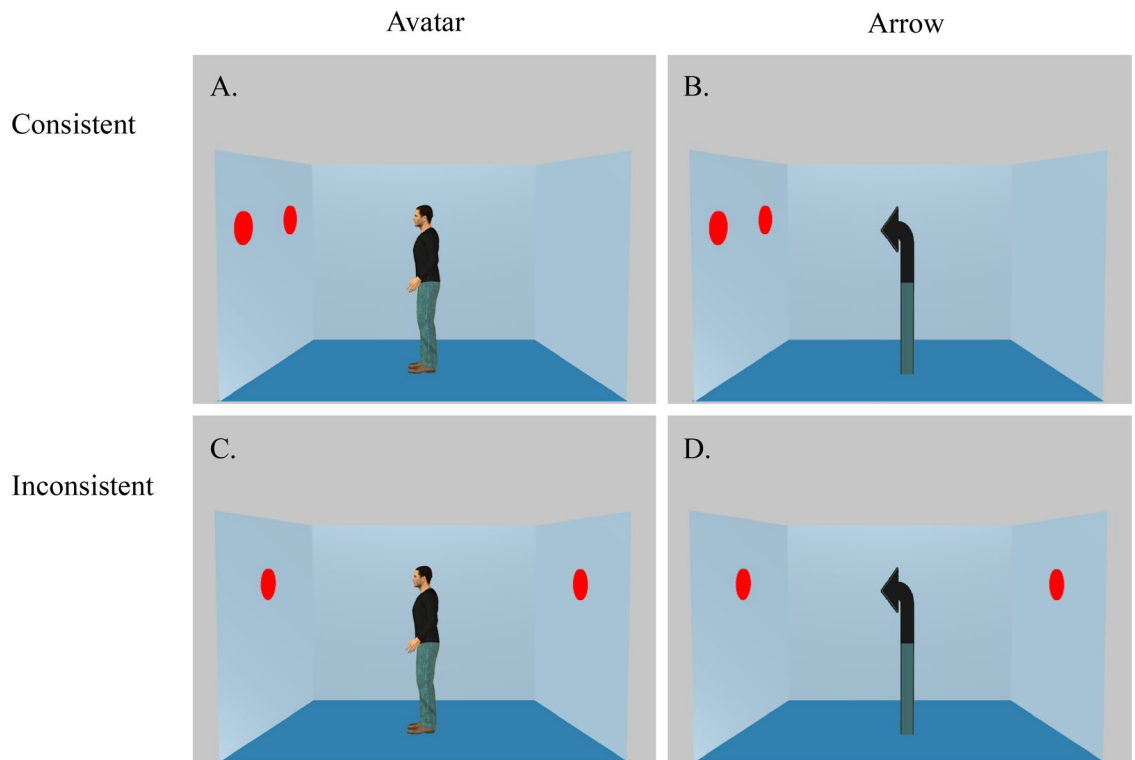 Avatar
Arrow
Consistent
A.
B.
Inconsistent
C.
D.